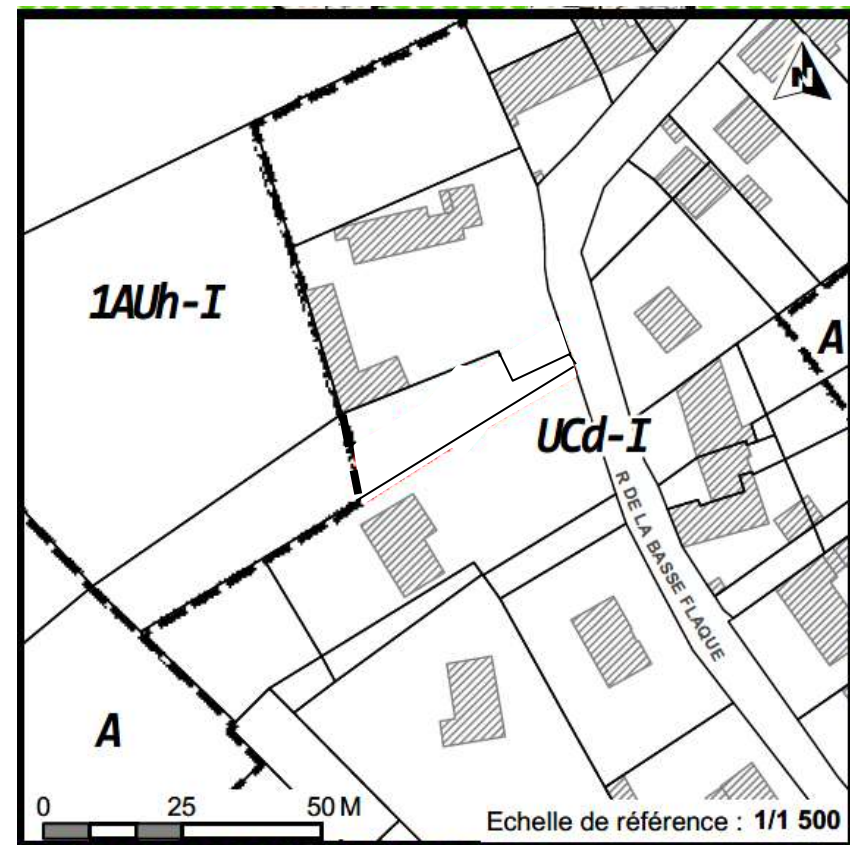 N
1AUh-I
A
UCd-I
R DE LA BASSE FLAQUE
A
0 25 50 M
Echelle de référence : 1/1 500